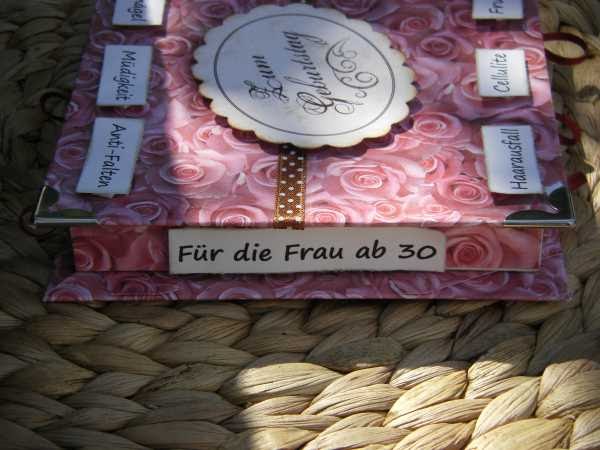 Müdigkeit
Anti-Falten
Zum
Geburtstag
Cellulite
Haarausfall
Für die Frau ab 30